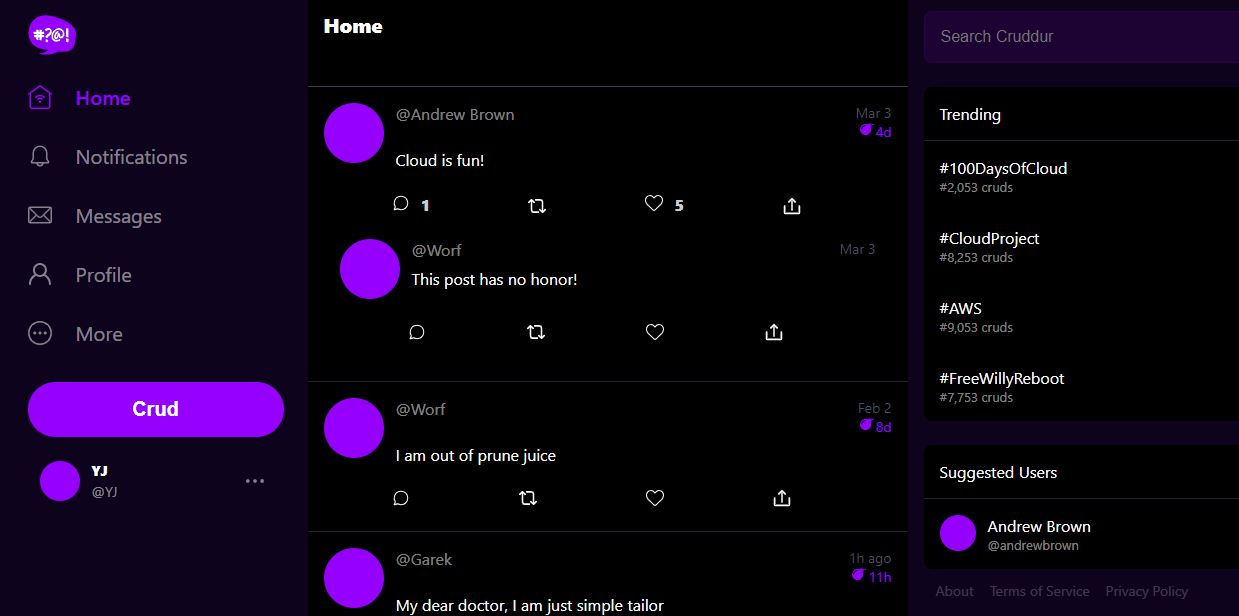 #?@!
Home
Notifications
Messages
Profile
More
Crud
YJ
@YJ
Home
@Andrew Brown
Mar 3
4d
Cloud is fun!
1
5
@Worf
Mar 3
This post has no honor!
@Worf
Feb 2
8d
I am out of prune juice
@Garek
1h ago
11h
My dear doctor, I am just simple tailor
Search Cruddur
Trending
#100DaysOfCloud
#2,053 cruds
#CloudProject
#8,253 cruds
#AWS
#9,053 cruds
#FreeWillyReboot
#7,753 cruds
Suggested Users
Andrew Brown
@andrewbrown
About Terms of Service Privacy Policy